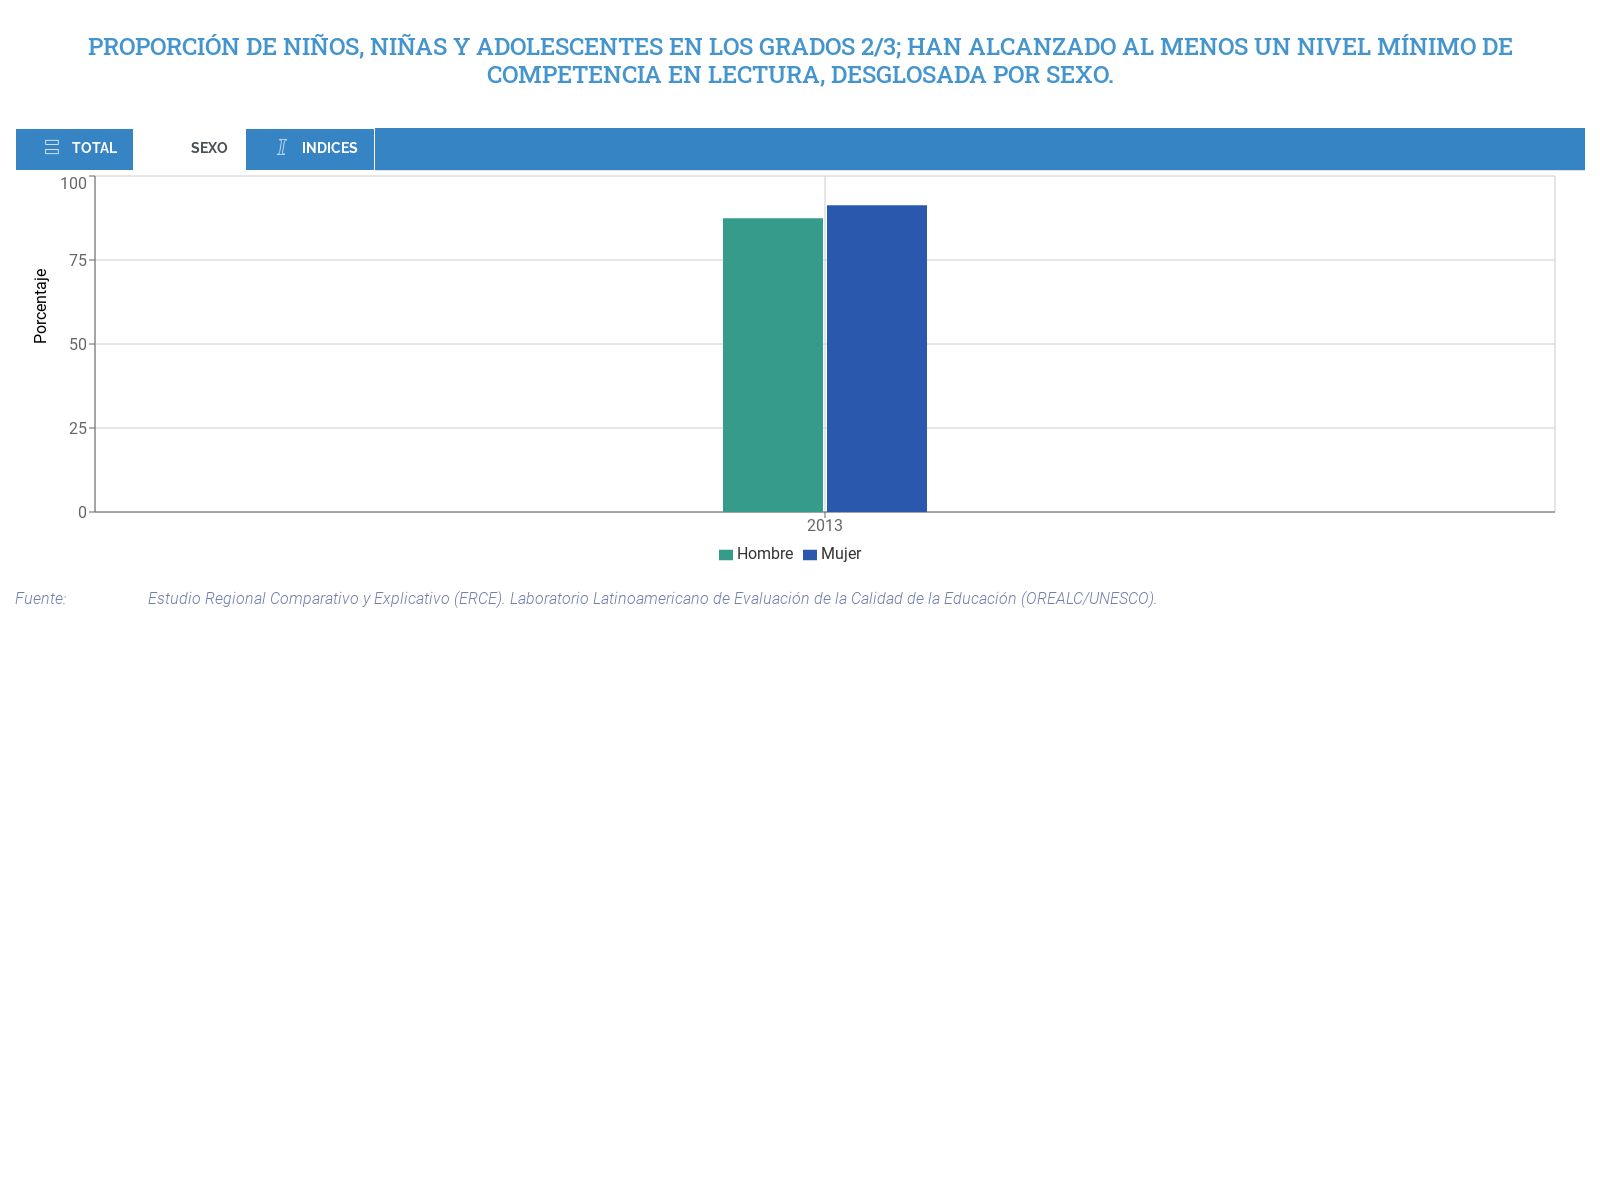 PROPORCIÓN DE NIÑOS, NIÑAS Y ADOLESCENTES EN LOS GRADOS 2/3; HAN ALCANZADO AL MENOS UN NIVEL MÍNIMO DE
COMPETENCIA EN LECTURA, DESGLOSADA POR SEXO.
TOTAL SEXO INDICES
100
75
50
25
0
Porcentaje
2013
Hombre Mujer
Fuente: Estudio Regional Comparativo y Explicativo (ERCE). Laboratorio Latinoamericano de Evaluación de la Calidad de la Educación (OREALC/UNESCO).